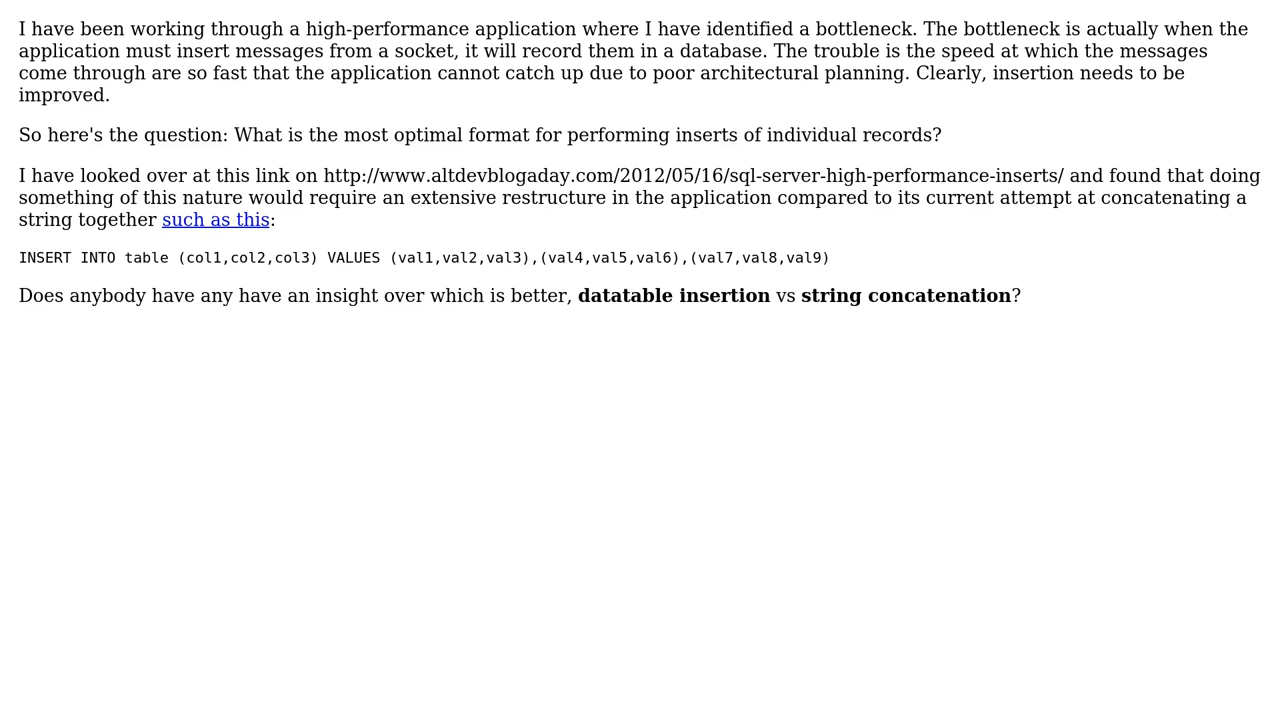 I have been working through a high-performance application where I have identified a bottleneck. The bottleneck is actually when the
application must insert messages from a socket, it will record them in a database. The trouble is the speed at which the messages
come through are so fast that the application cannot catch up due to poor architectural planning. Clearly, insertion needs to be
improved.
So here's the question: What is the most optimal format for performing inserts of individual records?
I have looked over at this link on http://www.altdevblogaday.com/2012/05/16/sql-server-high-performance-inserts/ and found that doing
something of this nature would require an extensive restructure in the application compared to its current attempt at concatenating a
string together such as this:
INSERT INTO table (col1,col2,col3) VALUES (val1,val2,val3),(val4,val5,val6),(val7,val8,val9)
Does anybody have any have an insight over which is better, datatable insertion vs string concatenation?